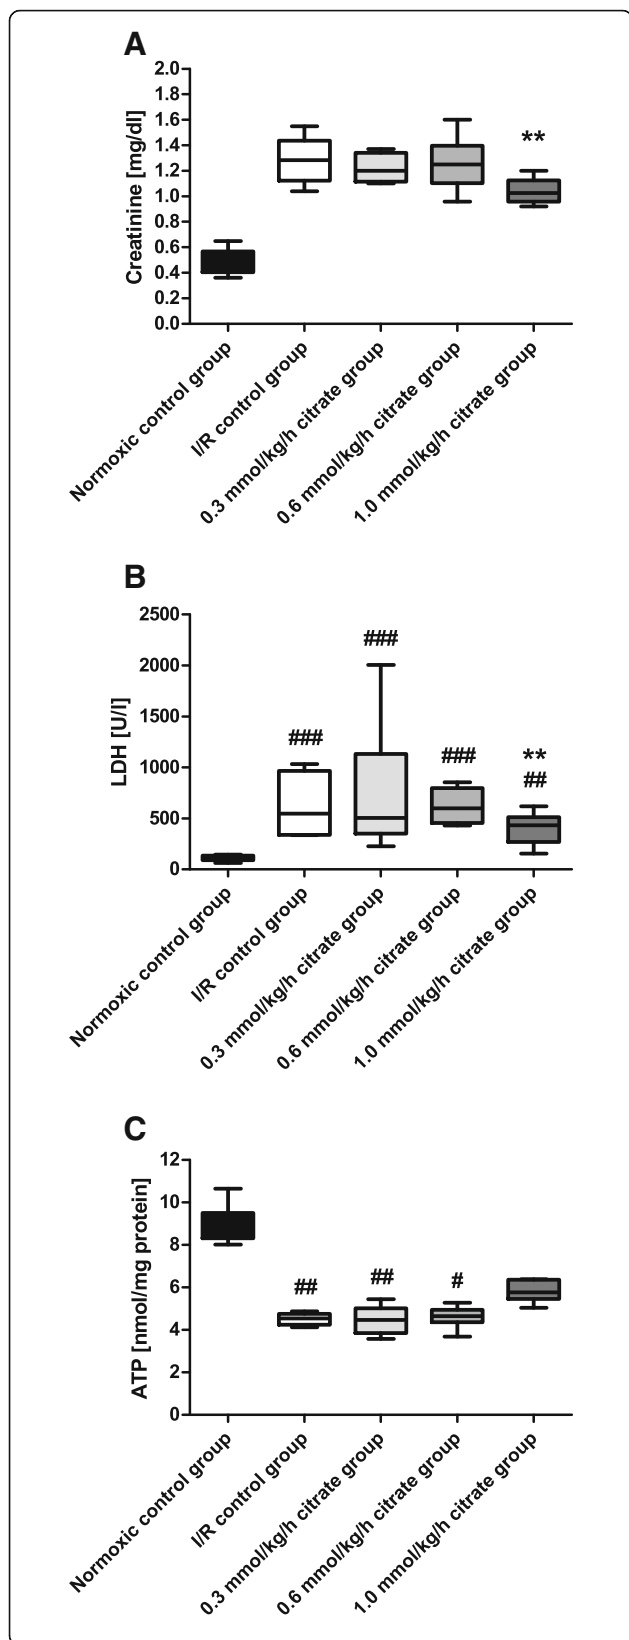 A
Creatinine [mg/dl]
2.0
1.8
1.6
1.4
1.2
1.0
0.8
0.6
0.4
0.2
0.0
**
Normoxic control group
I/R control group
0.3 mmol/kg/h citrate group
0.6 mmol/kg/h citrate group
1.0 mmol/kg/h citrate group
B
LDH [U/l]
2500
2000
1500
1000
500
0
###
###
###
**
##
Normoxic control group
I/R control group
0.3 mmol/kg/h citrate group
0.6 mmol/kg/h citrate group
1.0 mmol/kg/h citrate group
C
ATP [nmol/mg protein]
12
10
8
6
4
2
0
##
##
#
Normoxic control group
I/R control group
0.3 mmol/kg/h citrate group
0.6 mmol/kg/h citrate group
1.0 mmol/kg/h citrate group